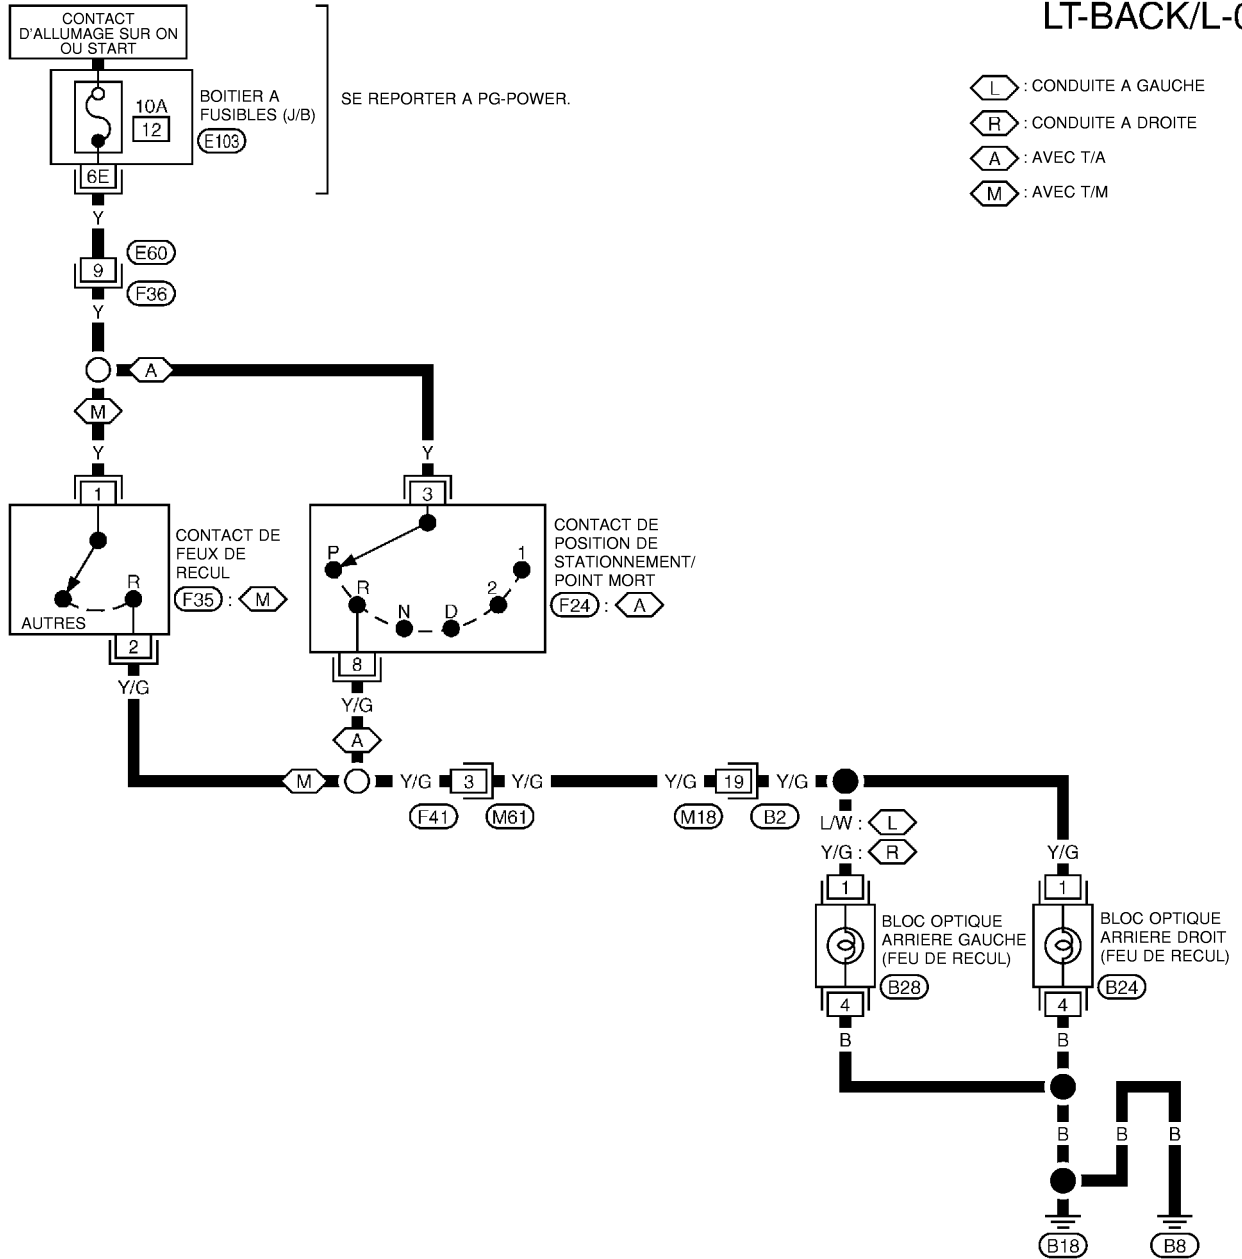 LT-BACK/L-0
CONTACT
D'ALLUMAGE SUR ON
OU START
10A
12
BOITIER A
FUSIBLES (J/B)
E103
SE REPORTER A PG-POWER.
L : CONDUITE A GAUCHE
R : CONDUITE A DROITE
A : AVEC T/A
M : AVEC T/M
6E
Y
E60
9
F36
Y
A
M
Y
Y
1
3
CONTACT DE
FEUX DE
RECUL
F35 : M
R
AUTRES
2
Y/G
P
R
N
D
2
1
CONTACT DE
POSITION DE
STATIONNEMENT/
POINT MORT
F24 : A
8
Y/G
A
M
Y/G
3
Y/G
Y/G
19
Y/G
F41
M61
M18
B2
L/W : L
Y/G : R
Y/G
1
1
BLOC OPTIQUE
ARRIERE GAUCHE
(FEU DE RECUL)
B28
BLOC OPTIQUE
ARRIERE DROIT
(FEU DE RECUL)
B24
4
4
B
B
B
B
B
B18
B8